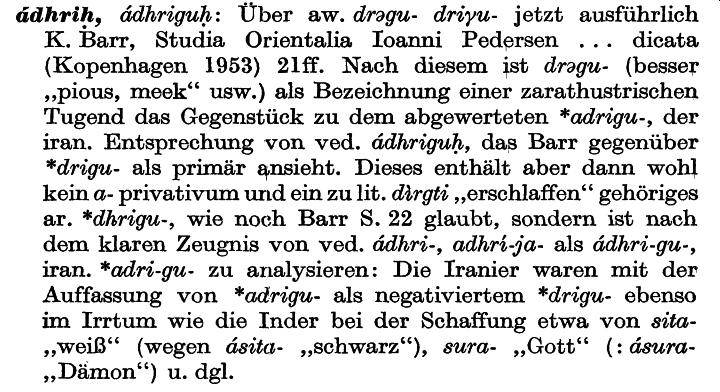 ádhriḥ, ádhriguḥ: Über aw. drəgu- driγu- jetzt ausführlich
K. Barr, Studia Orientalia Ioanni Pedersen ... dicata
(Kopenhagen 1953) 21ff. Nach diesem ist drəgu- (besser
„pious, meek“ usw.) als Bezeichnung einer zarathustrischen
Tugend das Gegenstück zu dem abgewerteten *adrigu-, der
iran. Entsprechung von ved. ádhriguḥ, das Barr gegenüber
*drigu- als primär ansieht. Dieses enthält aber dann wohl
kein a- privativum und ein zu lit. dìrgti „erschlaffen“ gehöriges
ar. *dhrigu-, wie noch Barr S. 22 glaubt, sondern ist nach
dem klaren Zeugnis von ved. ádhri-, adhrí-ja- als ádhri-gu-,
iran. *adri-gu- zu analysieren: Die Iranier waren mit der
Auffassung von *adrigu- als negativiertem *drigu- ebenso
im Irrtum wie die Inder bei der Schaffung etwa von sita-
„weiß“ (wegen ásita- „schwarz“), sura- „Gott“ (: ásura-
„Dämon“) u. dgl.